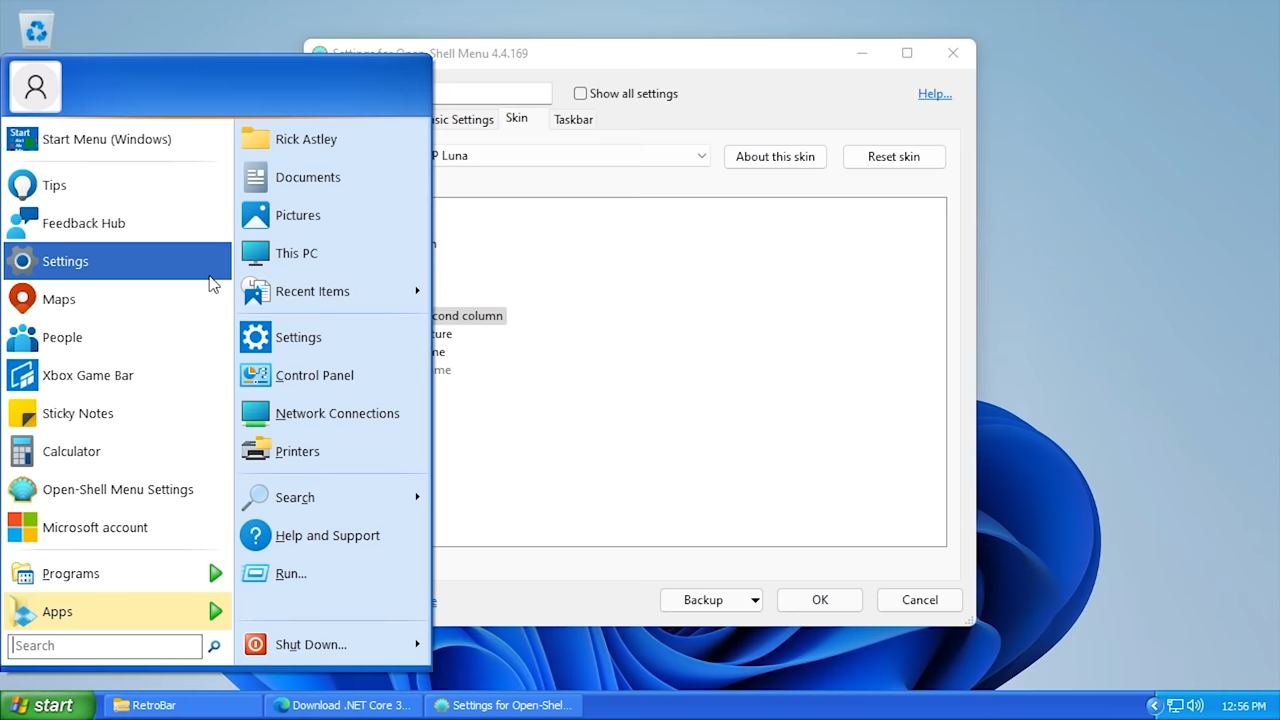 Settings for Open-Shell Menu 4.4.169
Show all settings
Help...
sic Settings
Skin
Taskbar
P Luna
About this skin
Reset skin
cond column
ture
me
Backup
OK
Cancel
Start
Start Menu (Windows)
Tips
Feedback Hub
Settings
Maps
People
Xbox Game Bar
Sticky Notes
Calculator
Open-Shell Menu Settings
Microsoft account
Programs
Apps
Search
Rick Astley
Documents
Pictures
This PC
Recent Items
Settings
Control Panel
Network Connections
Printers
Search
Help and Support
Run...
Shut Down...
start
RetroBar
Download .NET Core 3...
Settings for Open-Shel...
12:56 PM